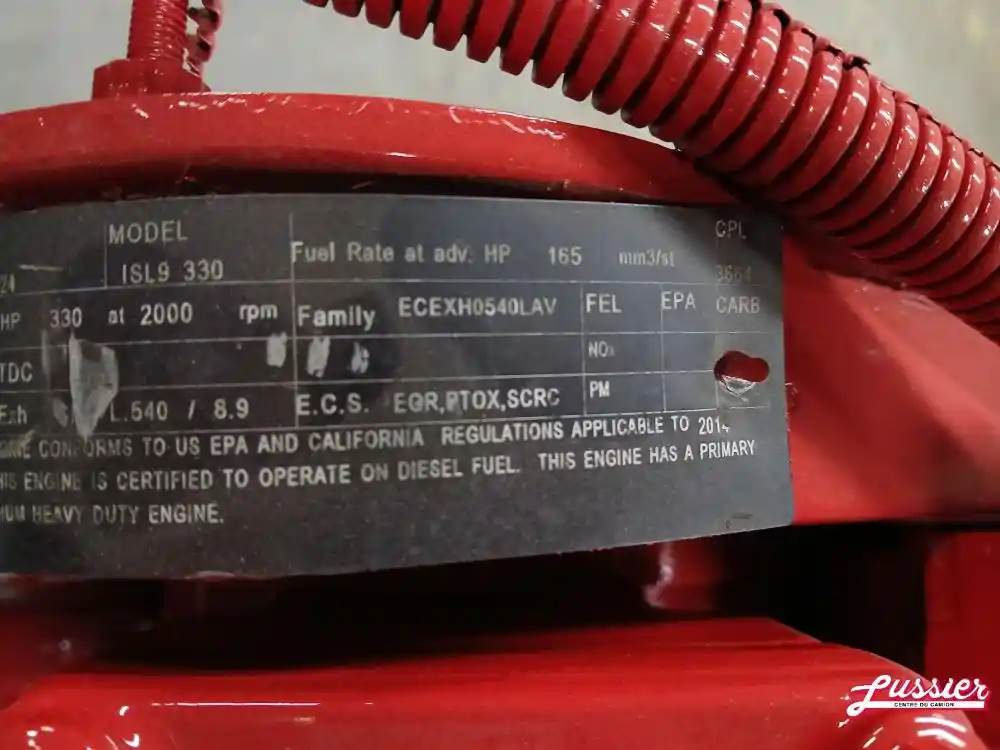 MODEL
CPL
ISL9 330
Fuel Rate at adv. HP 165 mm3/st
24
3664
HP 330 at 2000 rpm
Family ECEXH0540LAV
FEL
EPA
CARB
TDC
NOx
PM
L.540 / 8.9
E.C.S. EGR,PTOX,SCRC
CONFORMS TO US EPA AND CALIFORNIA REGULATIONS APPLICABLE TO 2014
HIS ENGINE IS CERTIFIED TO OPERATE ON DIESEL FUEL. THIS ENGINE HAS A PRIMARY
IUM HEAVY DUTY ENGINE.
Lussier
CENTRE DU CAMION